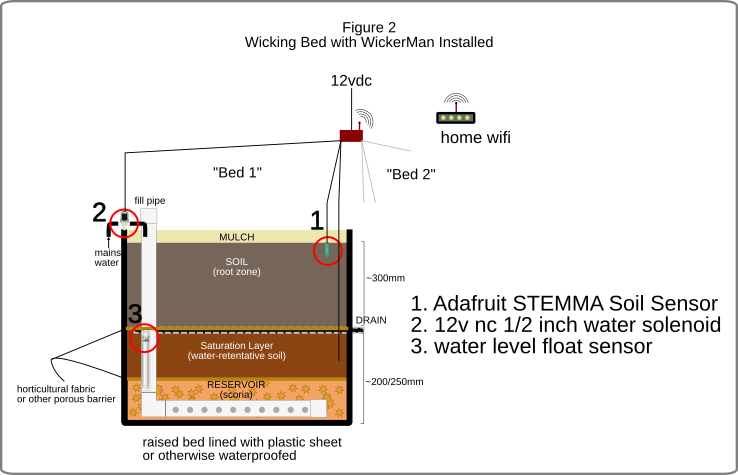 Figure 2
Wicking Bed with WickerMan Installed
12vdc
home wifi
"Bed 1"
"Bed 2"
fill pipe
2
1
MULCH
mains
water
SOIL
(root zone)
~300mm
3
DRAIN
1. Adafruit STEMMA Soil Sensor
2. 12v nc 1/2 inch water solenoid
3. water level float sensor
Saturation Layer
(water-retentative soil)
~200/250mm
RESERVOIR
(scoria)
horticultural fabric
or other porous barrier
raised bed lined with plastic sheet
or otherwise waterproofed